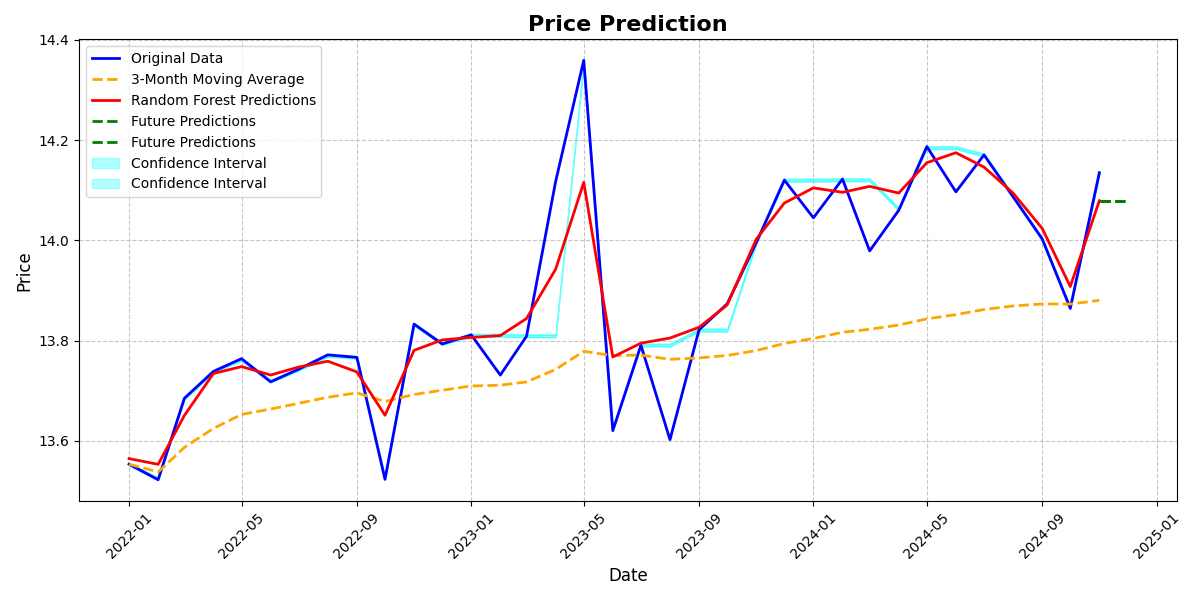 Price Prediction
Original Data
3-Month Moving Average
Random Forest Predictions
Future Predictions
Future Predictions
Confidence Interval
Confidence Interval
Price
14.4
14.2
14.0
13.8
13.6
2022-01
2022-05
2022-09
2023-01
2023-05
2023-09
2024-01
2024-05
2024-09
2025-01
Date